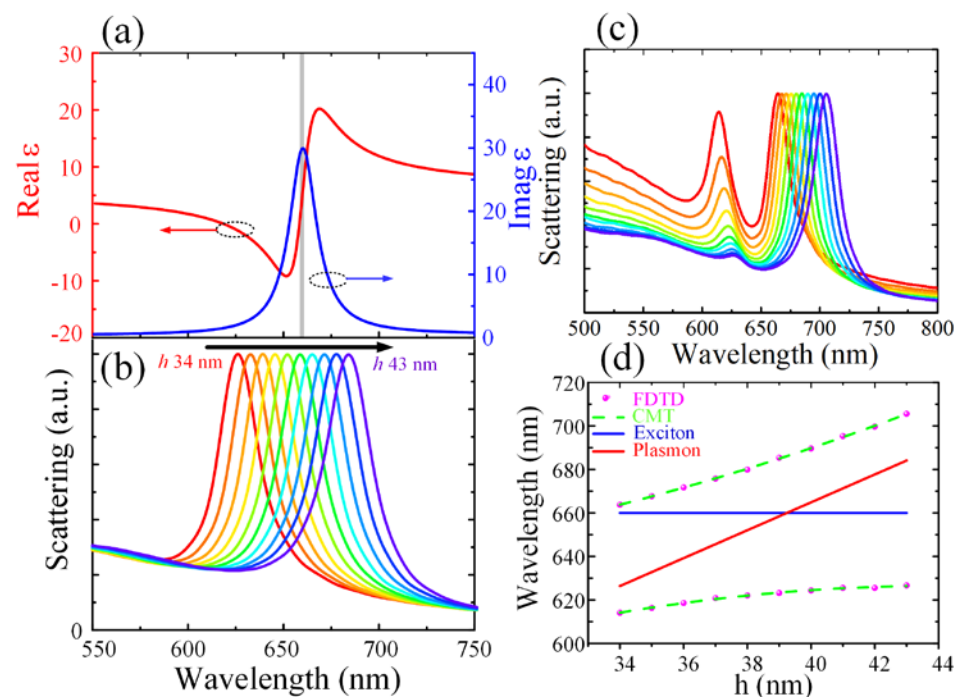 (a)
30
20
10
0
-10
-20
Real ε
45
40
30
20
10
0
Imag ε
(b)
h 34 nm
h 43 nm
Scattering (a.u.)
0
550 600 650 700 750
Wavelength (nm)
(c)
Scattering (a.u.)
500 550 600 650 700 750 800
Wavelength (nm)
(d)
720
700
680
660
640
620
600
Wavelength (nm)
FDTD
CMT
Exciton
Plasmon
34 36 38 40 42 44
h (nm)